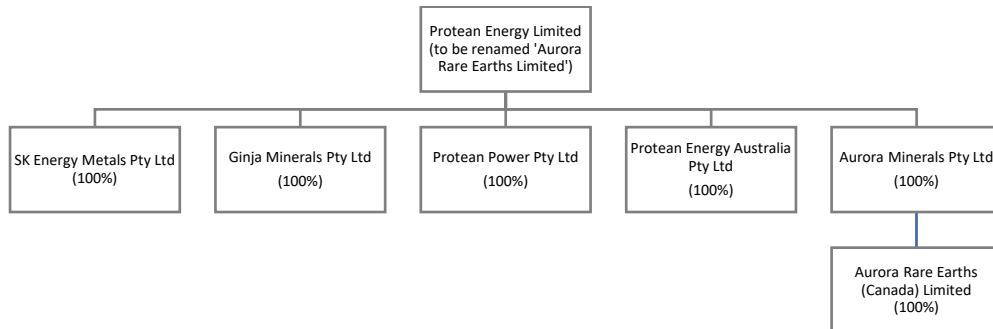 Protean Energy Limited
(to be renamed 'Aurora
Rare Earths Limited')
SK Energy Metals Pty Ltd
(100%)
Ginja Minerals Pty Ltd
(100%)
Protean Power Pty Ltd
(100%)
Protean Energy Australia
Pty Ltd
(100%)
Aurora Minerals Pty Ltd
(100%)
Aurora Rare Earths
(Canada) Limited
(100%)